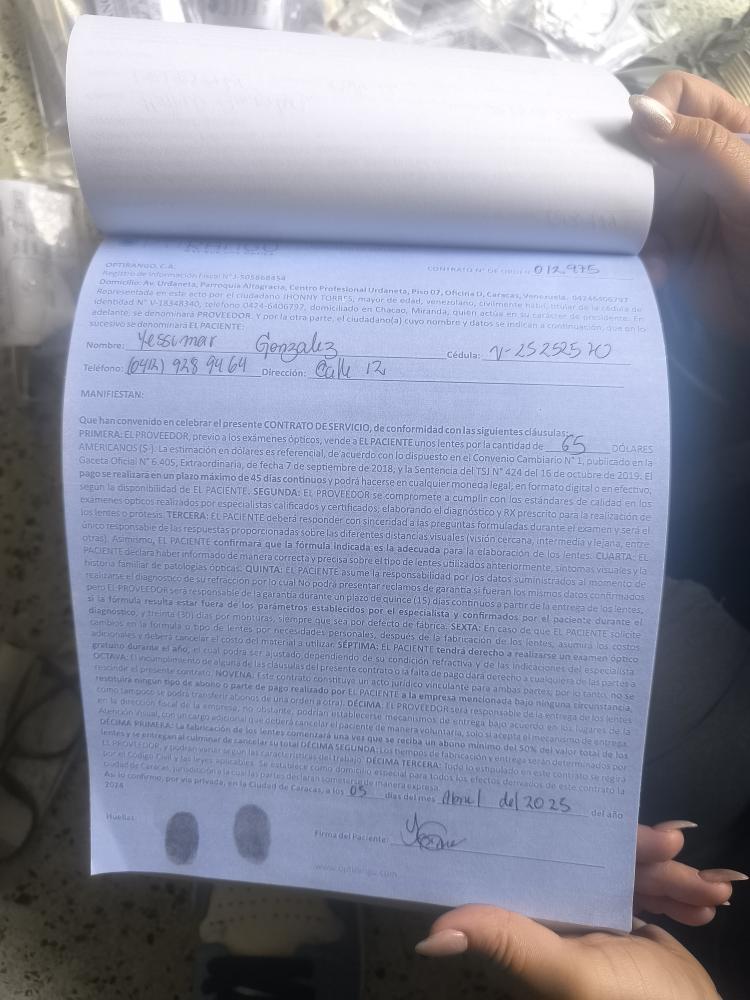 OPTIRANGO, C.A.
CONTRATO N° DE ORDEN 012975
Registro de Información Fiscal N° J-505868454
Domicilio: Av. Urdaneta, Parroquia Altagracia, Centro Profesional Urdaneta, Piso 07, Oficina D, Caracas, Venezuela. 04246406797
Representada en este acto por el ciudadano JHONNY TORRES, mayor de edad, venezolano, civilmente hábil, titular de la cédula de
identidad N° V-18348340, teléfono 0424-6406797, domiciliado en Chacao, Miranda, quien actúa en su carácter de presidente. En
adelante, se denominará PROVEEDOR. Y por la otra parte, el ciudadano(a) cuyo nombre y datos se indican a continuación, que en lo
sucesivo se denominará EL PACIENTE:
Nombre: Yessimar Gonzalez Cédula: V-25252570
Teléfono: (0412) 928 9464 Dirección: Calle 12
MANIFIESTAN:
Que han convenido en celebrar el presente CONTRATO DE SERVICIO, de conformidad con las siguientes cláusulas:
PRIMERA: EL PROVEEDOR, previo a los exámenes ópticos, vende a EL PACIENTE unos lentes por la cantidad de 65 DÓLARES
AMERICANOS ($-). La estimación en dólares es referencial, de acuerdo con lo dispuesto en el Convenio Cambiario N° 1, publicado en la
Gaceta Oficial N° 6.405, Extraordinaria, de fecha 7 de septiembre de 2018; y la Sentencia del TSJ N° 424 del 16 de octubre de 2019. El
pago se realizará en un plazo máximo de 45 días continuos y podrá hacerse en cualquier moneda legal, en formato digital o en efectivo,
según la disponibilidad de EL PACIENTE. SEGUNDA: EL PROVEEDOR se compromete a cumplir con los estándares de calidad en los
exámenes ópticos realizados por especialistas calificados y certificados; elaborando el diagnóstico y RX prescrito para la realización de
los lentes o prótesis. TERCERA: EL PACIENTE deberá responder con sinceridad a las preguntas formuladas durante el examen y será el
único responsable de las respuestas proporcionadas sobre las diferentes distancias visuales (visión cercana, intermedia y lejana, entre
otras). Asimismo, EL PACIENTE confirmará que la fórmula indicada es la adecuada para la elaboración de los lentes. CUARTA: EL
PACIENTE declara haber informado de manera correcta y precisa sobre el tipo de lentes utilizados anteriormente, síntomas visuales y la
historia familiar de patologías ópticas. QUINTA: EL PACIENTE asume la responsabilidad por los datos suministrados al momento de
realizarse el diagnostico de su refracción por lo cual No podrá presentar reclamos de garantía si fueran los mismos datos confirmados
pero EL PROVEEDOR será responsable de la garantía durante un plazo de quince (15) días continuos a partir de la entrega de los lentes,
si la fórmula resulta estar fuera de los parámetros establecidos por el especialista y confirmados por el paciente durante el
diagnóstico, y treinta (30) días por monturas, siempre que sea por defecto de fábrica. SEXTA: En caso de que EL PACIENTE solicite
cambios en la fórmula o tipo de lentes por necesidades personales, después de la fabricación de los lentes, asumirá los costos
adicionales y deberá cancelar el costo del material a utilizar. SÉPTIMA: EL PACIENTE tendrá derecho a realizarse un examen óptico
gratuito durante el año, el cual podrá ser ajustado dependiendo de su condición refractiva y de las indicaciones del especialista.
OCTAVA: El incumplimiento de alguna de las cláusulas del presente contrato o la falta de pago dará derecho a cualquiera de las partes a
rescindir el presente contrato. NOVENA: Este contrato constituye un acto jurídico vinculante para ambas partes; por lo tanto, no se
restituirá ningún tipo de abono o parte de pago realizado por EL PACIENTE a la empresa mencionada bajo ninguna circunstancia,
como tampoco se podrá transferir abonos de una orden a otra). DÉCIMA: EL PROVEEDOR será responsable de la entrega de los lentes
en la dirección fiscal de la empresa, no obstante, podrían establecerse mecanismos de entrega bajo acuerdo en los lugares de la
Atención Visual, con un cargo adicional que deberá cancelar el paciente de manera voluntaria, solo si acepta el mecanismo de entrega.
DÉCIMA PRIMERA: La fabricación de los lentes comenzará una vez que se reciba un abono mínimo del 50% del valor total de los
lentes y se entregan al culminar de cancelar su total DÉCIMA SEGUNDA: Los tiempos de fabricación y entrega serán determinados por
EL PROVEEDOR, y podrían variar según las características del trabajo. DÉCIMA TERCERA: Todo lo estipulado en este contrato se regirá
por el Código Civil y las leyes aplicables. Se establece como domicilio especial para todos los efectos derivados de este contrato la
Ciudad de Caracas, jurisdicción a la cual las partes declaran someterse de manera expresa.
Así lo confirmo, por vía privada, en la Ciudad de Caracas, a los 05 días del mes Abril del 2025 del año
2024
Huellas:
Firma del Paciente:
www.optirango.com